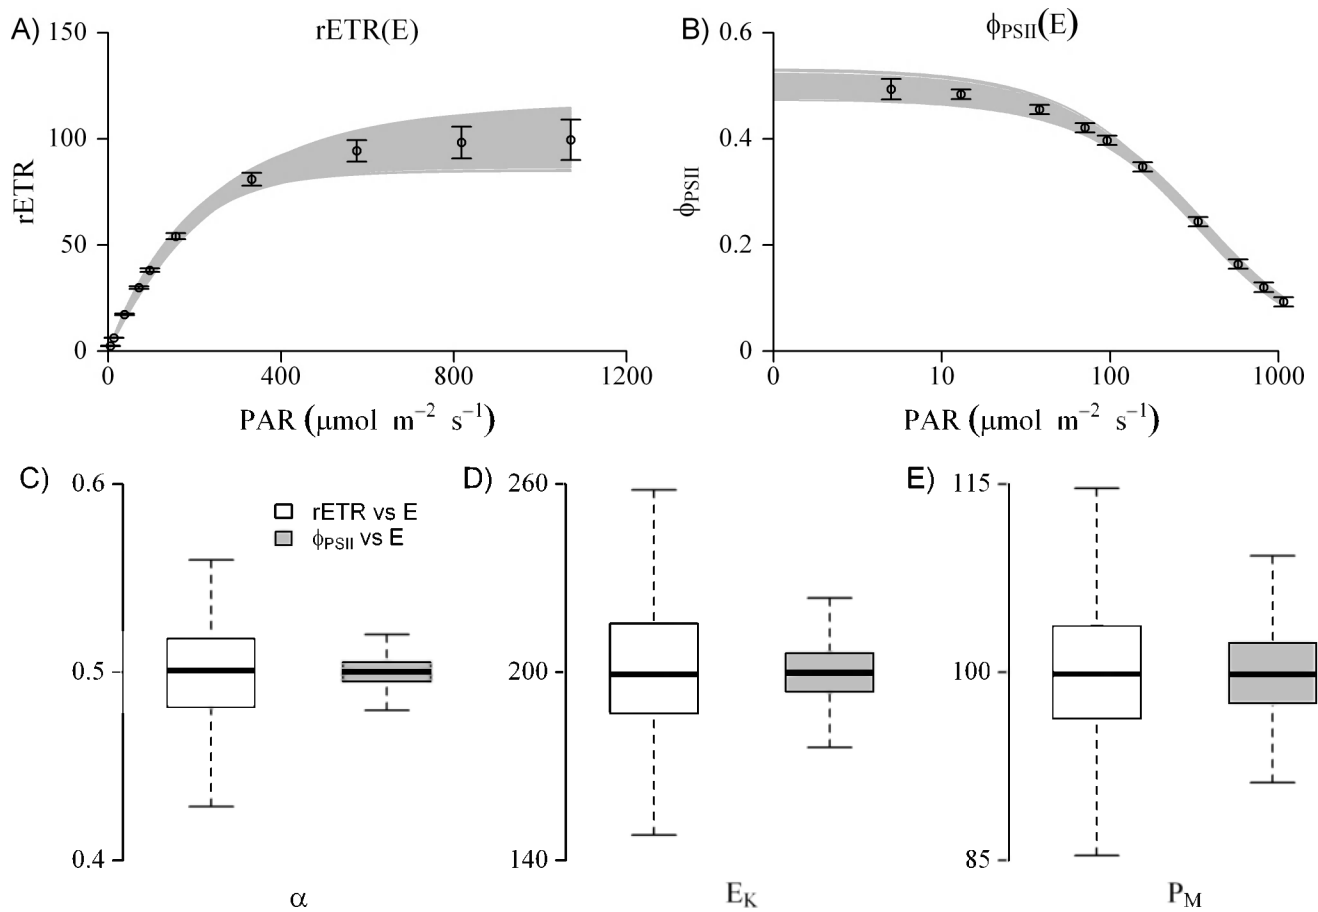 A)
rETR(E)
150
100
50
0
rETR
0 400 800 1200
PAR (μmol m⁻² s⁻¹)
B)
ϕPSII(E)
0.6
0.4
0.2
0
ϕPSII
0 10 100 1000
PAR (μmol m⁻² s⁻¹)
C)
0.6
0.5
0.4
rETR vs E
ϕPSII vs E
α
D)
260
200
140
EK
E)
115
100
85
PM